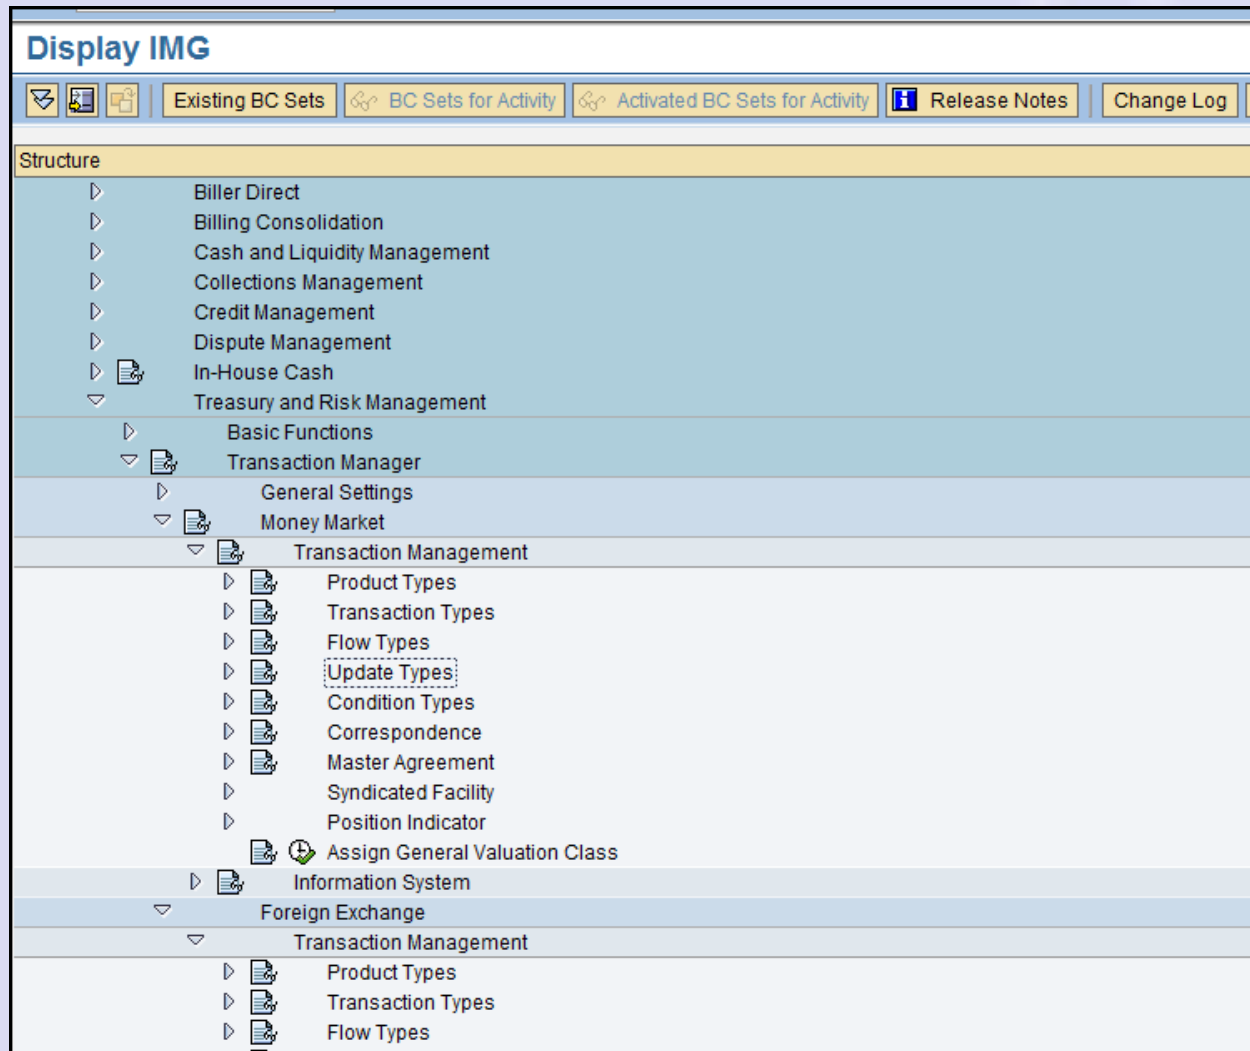 Display IMG
Existing BC Sets BC Sets for Activity Activated BC Sets for Activity Release Notes Change Log
Structure
Biller Direct
Billing Consolidation
Cash and Liquidity Management
Collections Management
Credit Management
Dispute Management
In-House Cash
Treasury and Risk Management
Basic Functions
Transaction Manager
General Settings
Money Market
Transaction Management
Product Types
Transaction Types
Flow Types
Update Types
Condition Types
Correspondence
Master Agreement
Syndicated Facility
Position Indicator
Assign General Valuation Class
Information System
Foreign Exchange
Transaction Management
Product Types
Transaction Types
Flow Types